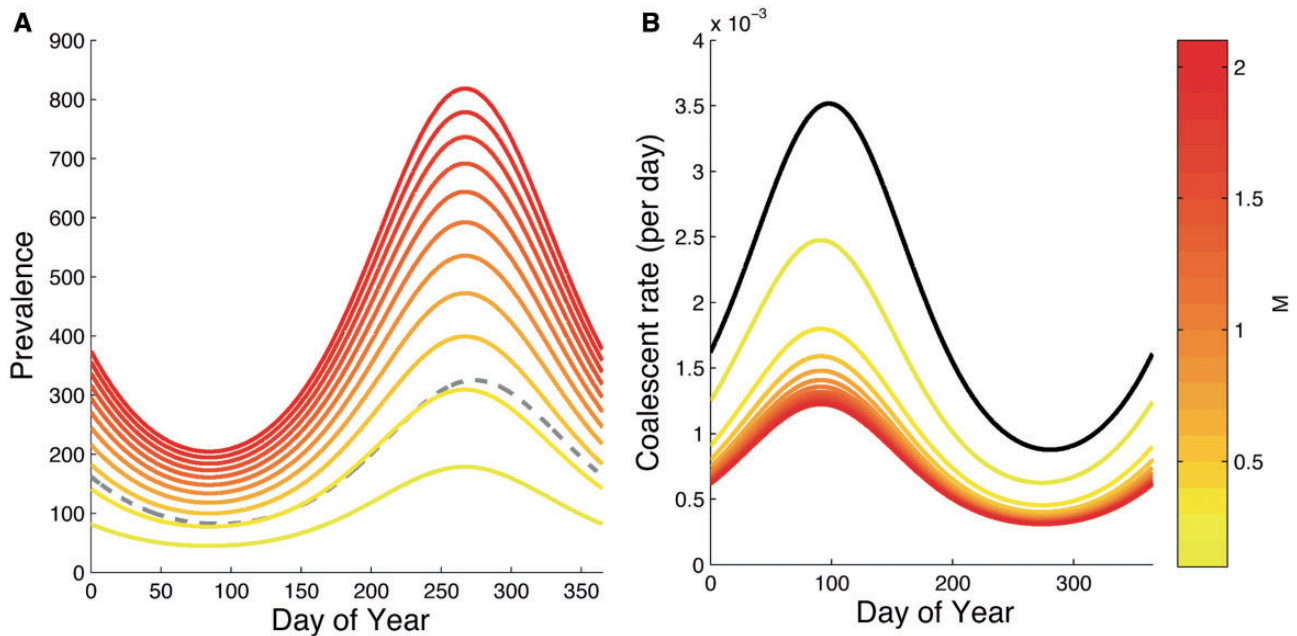 A
900
800
700
600
500
400
300
200
100
0
Prevalence
0 50 100 150 200 250 300 350
Day of Year
B
x 10⁻³
4
3.5
3
2.5
2
1.5
1
0.5
0
Coalescent rate (per day)
0 100 200 300
Day of Year
2
1.5
1
0.5
M